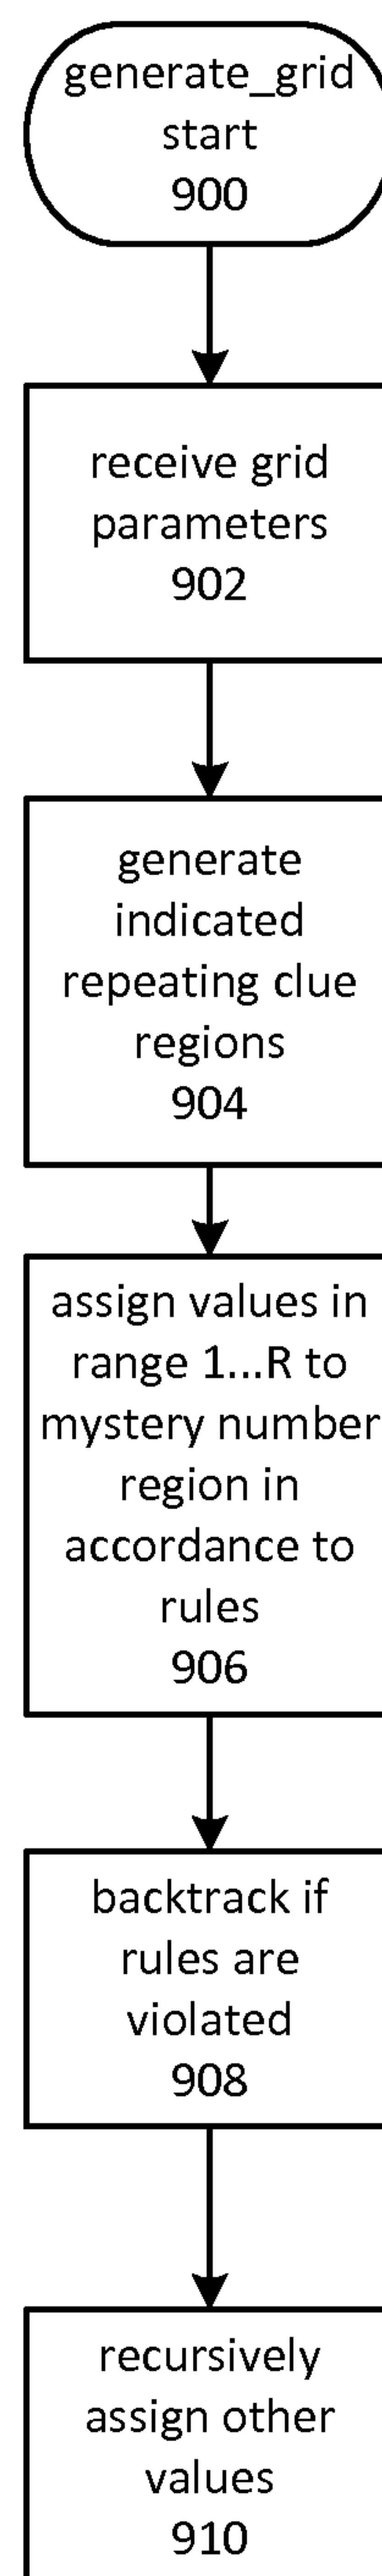 generate_grid
start
900
receive grid
parameters
902
generate
indicated
repeating clue
regions
904
assign values in
range 1...R to
mystery number
region in
accordance to
rules
906
backtrack if
rules are
violated
908
recursively
assign other
values
910